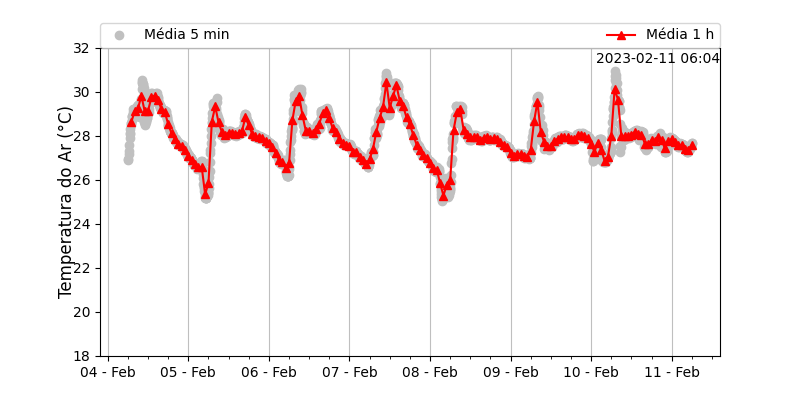 Média 5 min
Média 1 h
2023-02-11 06:04
Temperatura do Ar (°C)
32
30
28
26
24
22
20
18
04 - Feb
05 - Feb
06 - Feb
07 - Feb
08 - Feb
09 - Feb
10 - Feb
11 - Feb